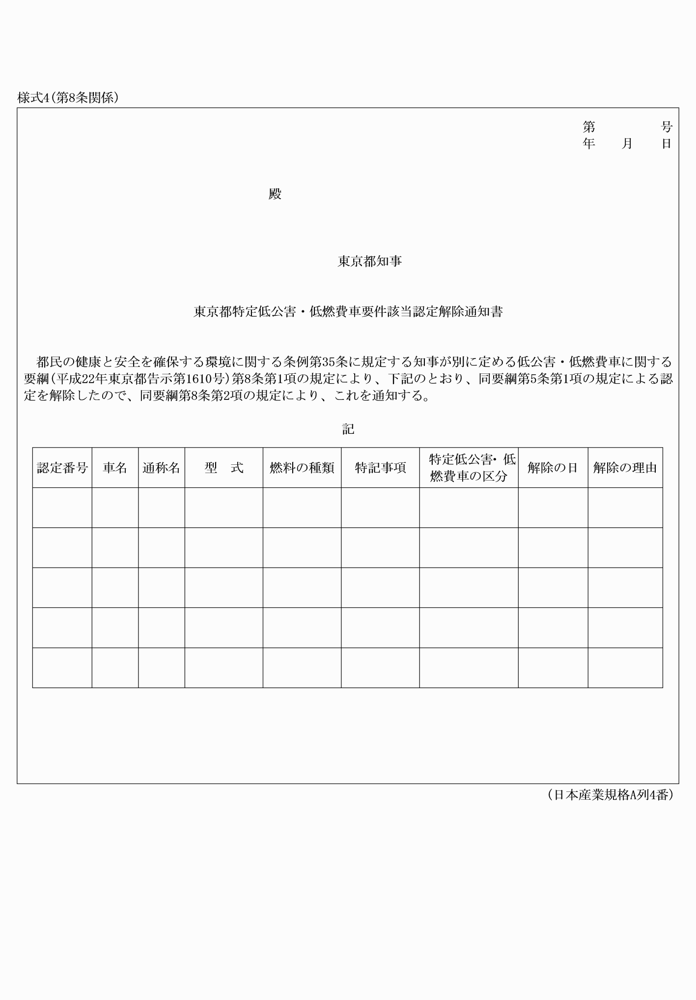 様式4(第8条関係)
第　　　　　号
年　　月　　日
殿
東京都知事
東京都特定低公害・低燃費車要件該当認定解除通知書
　都民の健康と安全を確保する環境に関する条例第35条に規定する知事が別に定める低公害・低燃費車に関する
要綱(平成22年東京都告示第1610号)第8条第1項の規定により、下記のとおり、同要綱第5条第1項の規定による認
定を解除したので、同要綱第8条第2項の規定により、これを通知する。
記
認定番号　車名　通称名　型　式　燃料の種類　特記事項　特定低公害・低燃費車の区分　解除の日　解除の理由
(日本産業規格A列4番)